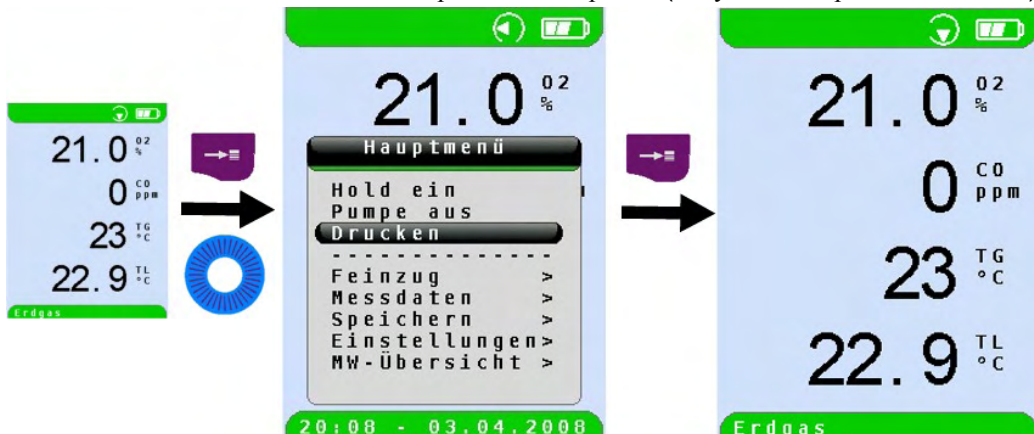 21.0 O2 %
0 CO ppm
23 TG °C
22.9 TL °C
Erdgas
21.0 O2 %
Hauptmenü
Hold ein
Pumpe aus
Drucken
--------------
Feinzug >
Messdaten >
Speichern >
Einstellungen>
MW-Übersicht >
20:08 - 03.04.2008
21.0 O2 %
0 CO ppm
23 TG °C
22.9 TL °C
Erdgas